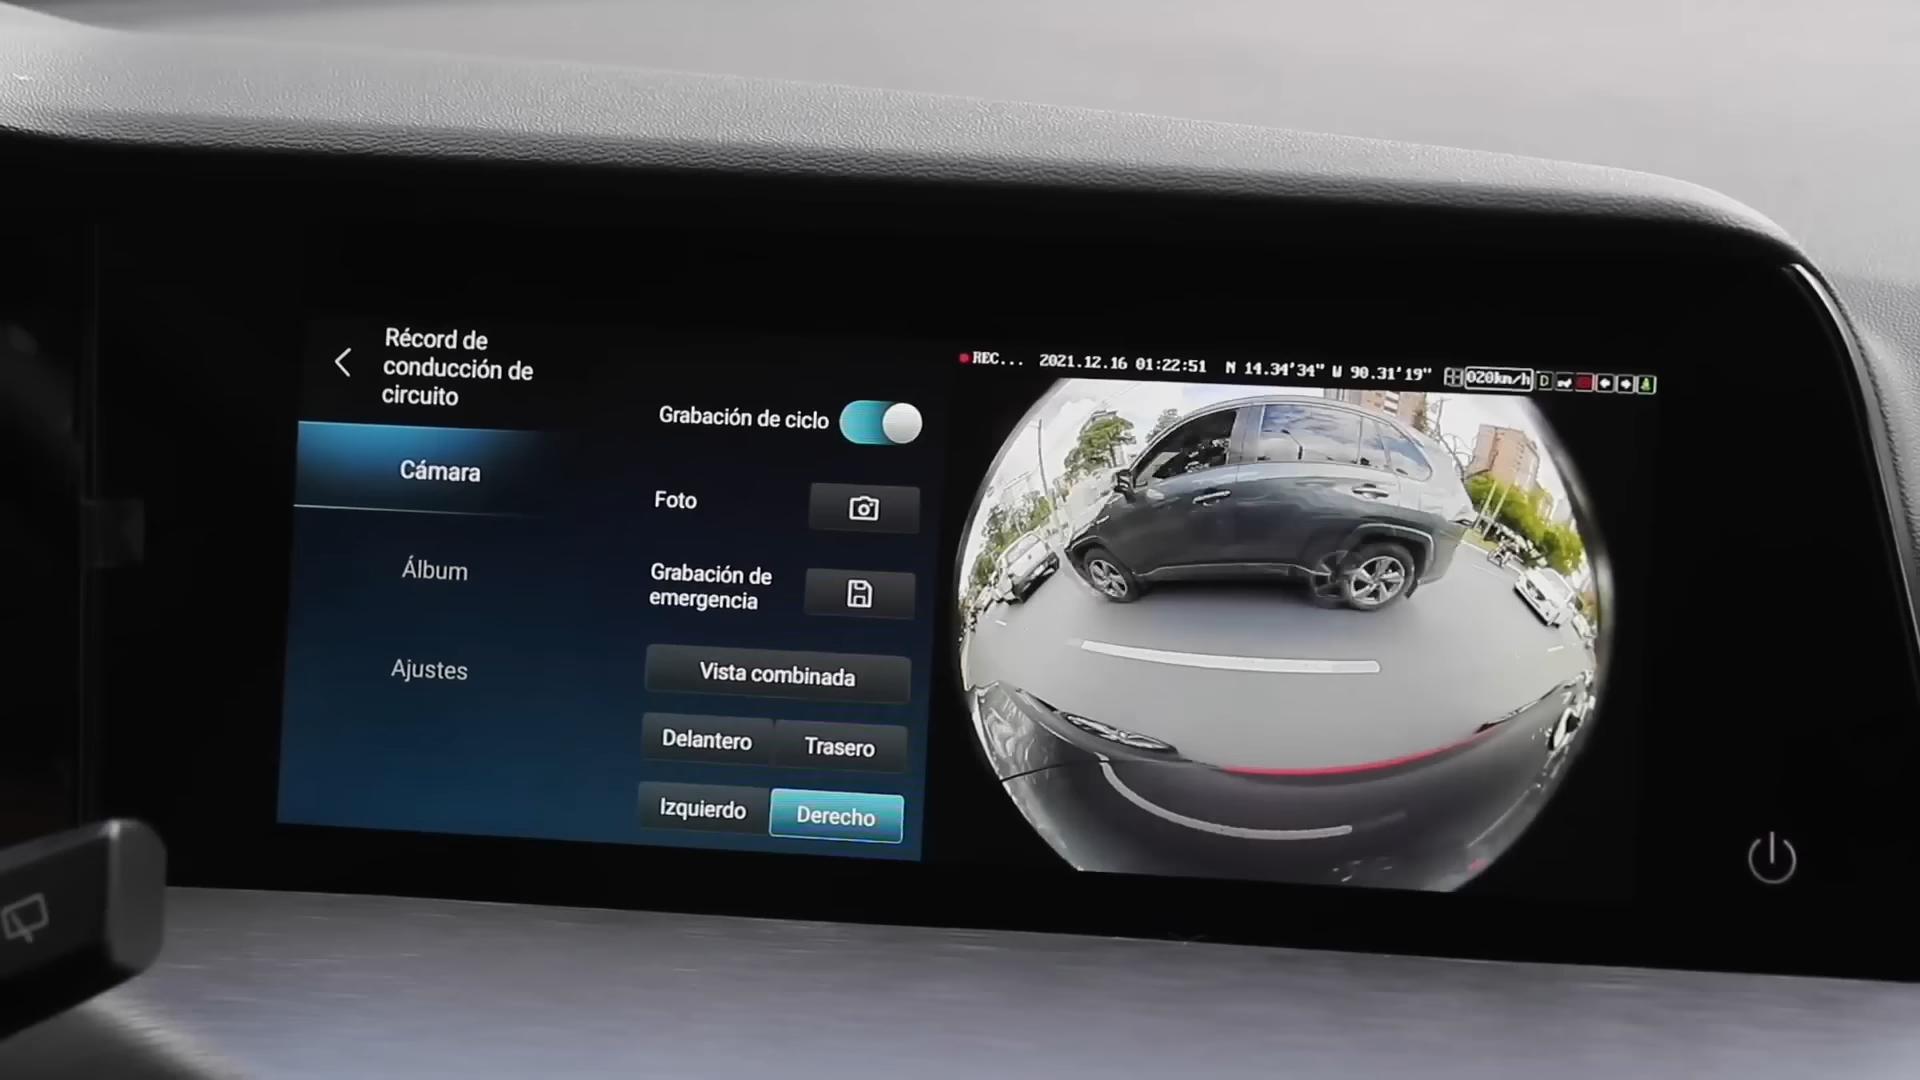 Récord de
conducción de
circuito
Cámara
Álbum
Ajustes
Grabación de ciclo
Foto
Grabación de
emergencia
Vista combinada
Delantero
Trasero
Izquierdo
Derecho
REC... 2021.12.16 01:22:51 N 14.34'34" W 90.31'19" 020km/h D